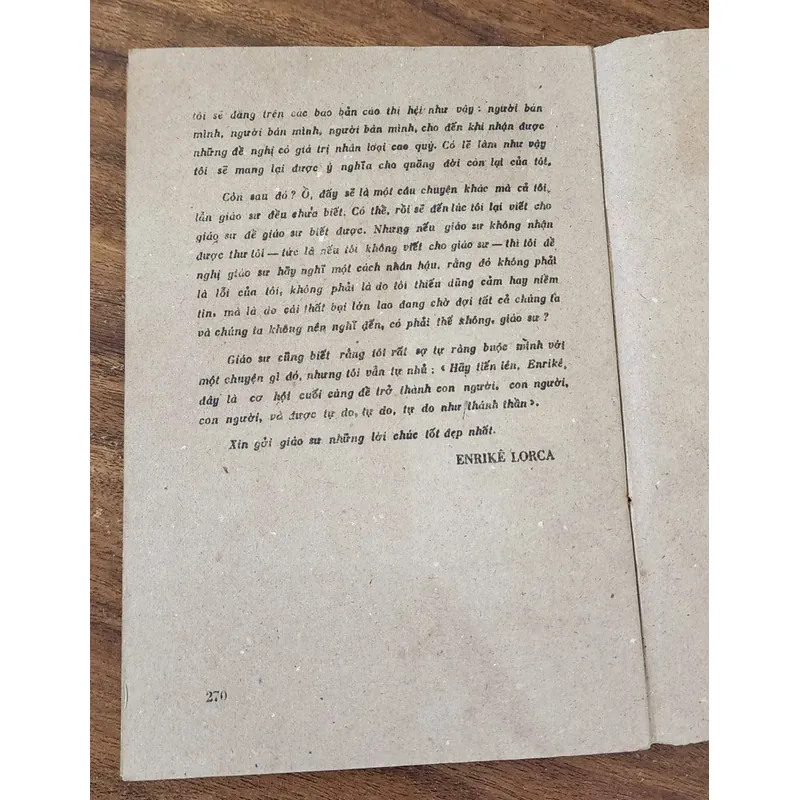 tôi sẽ đăng trên các báo bản cáo thị hội như vậy: người bán
mình, người bán mình, người bán mình, cho đến khi nhận được
những đề nghị có giá trị nhân loại cao quý. Có lẽ làm như vậy
tôi sẽ mang lại được ý nghĩa cho quãng đời còn lại của tôi.
Còn sau đó? Ồ, đấy sẽ là một câu chuyện khác mà cả tôi,
lẫn giáo sư đều chưa biết. Có thể, rồi sẽ đến lúc tôi lại viết cho
giáo sư để giáo sư biết được. Nhưng nếu giáo sư không nhận
được thư tôi — tức là nếu tôi không viết cho giáo sư — thì tôi đề
nghị giáo sư hãy nghĩ một cách nhân hậu, rằng đó không phải
là lỗi của tôi, không phải là do tôi thiếu dũng cảm hay niềm
tin, mà là do cái thất bại lớn lao đang chờ đợi tất cả chúng ta
và chúng ta không nên nghĩ đến, có phải thế không, giáo sư?
Giáo sư cũng biết rằng tôi rất sợ tự ràng buộc mình với
một chuyện gì đó, nhưng tôi vẫn tự nhủ: « Hãy tiến lên, Enrikê,
đây là cơ hội cuối cùng để trở thành con người, con người,
con người, và được tự do, tự do, tự do như thánh thần ».
Xin gởi giáo sư những lời chúc tốt đẹp nhất.
ENRIKÊ LORCA
270